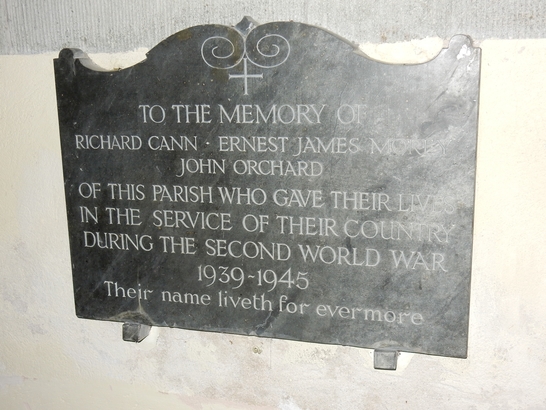 TO THE MEMORY OF
RICHARD CANN · ERNEST JAMES
JOHN ORCHARD
OF THIS PARISH WHO GAVE THEIR LIVES
IN THE SERVICE OF THEIR COUNTRY
DURING THE SECOND WORLD WAR
1939-1945
Their name liveth for evermore